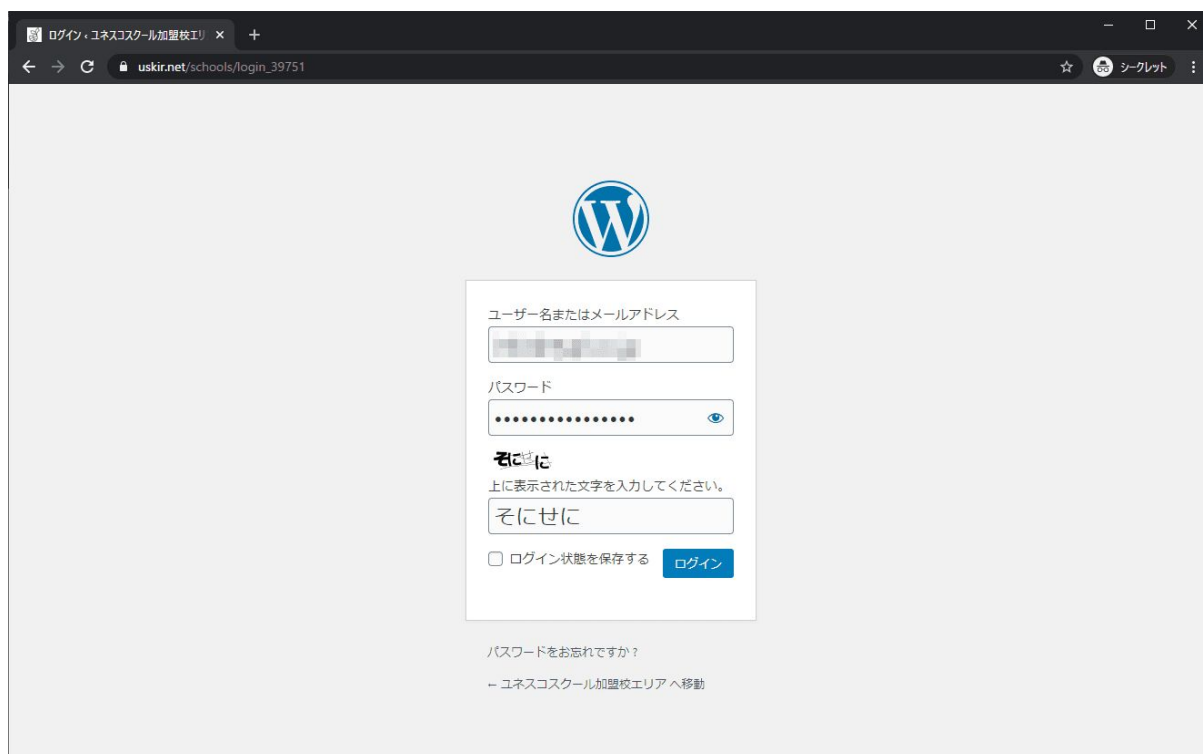 ログイン ‹ ユネスコスクール加盟校エリ
uskir.net/schools/login_39751
シークレット
ユーザー名またはメールアドレス
パスワード
そにせに
上に表示された文字を入力してください。
そにせに
ログイン状態を保存する
ログイン
パスワードをお忘れですか ?
← ユネスコスクール加盟校エリア へ移動